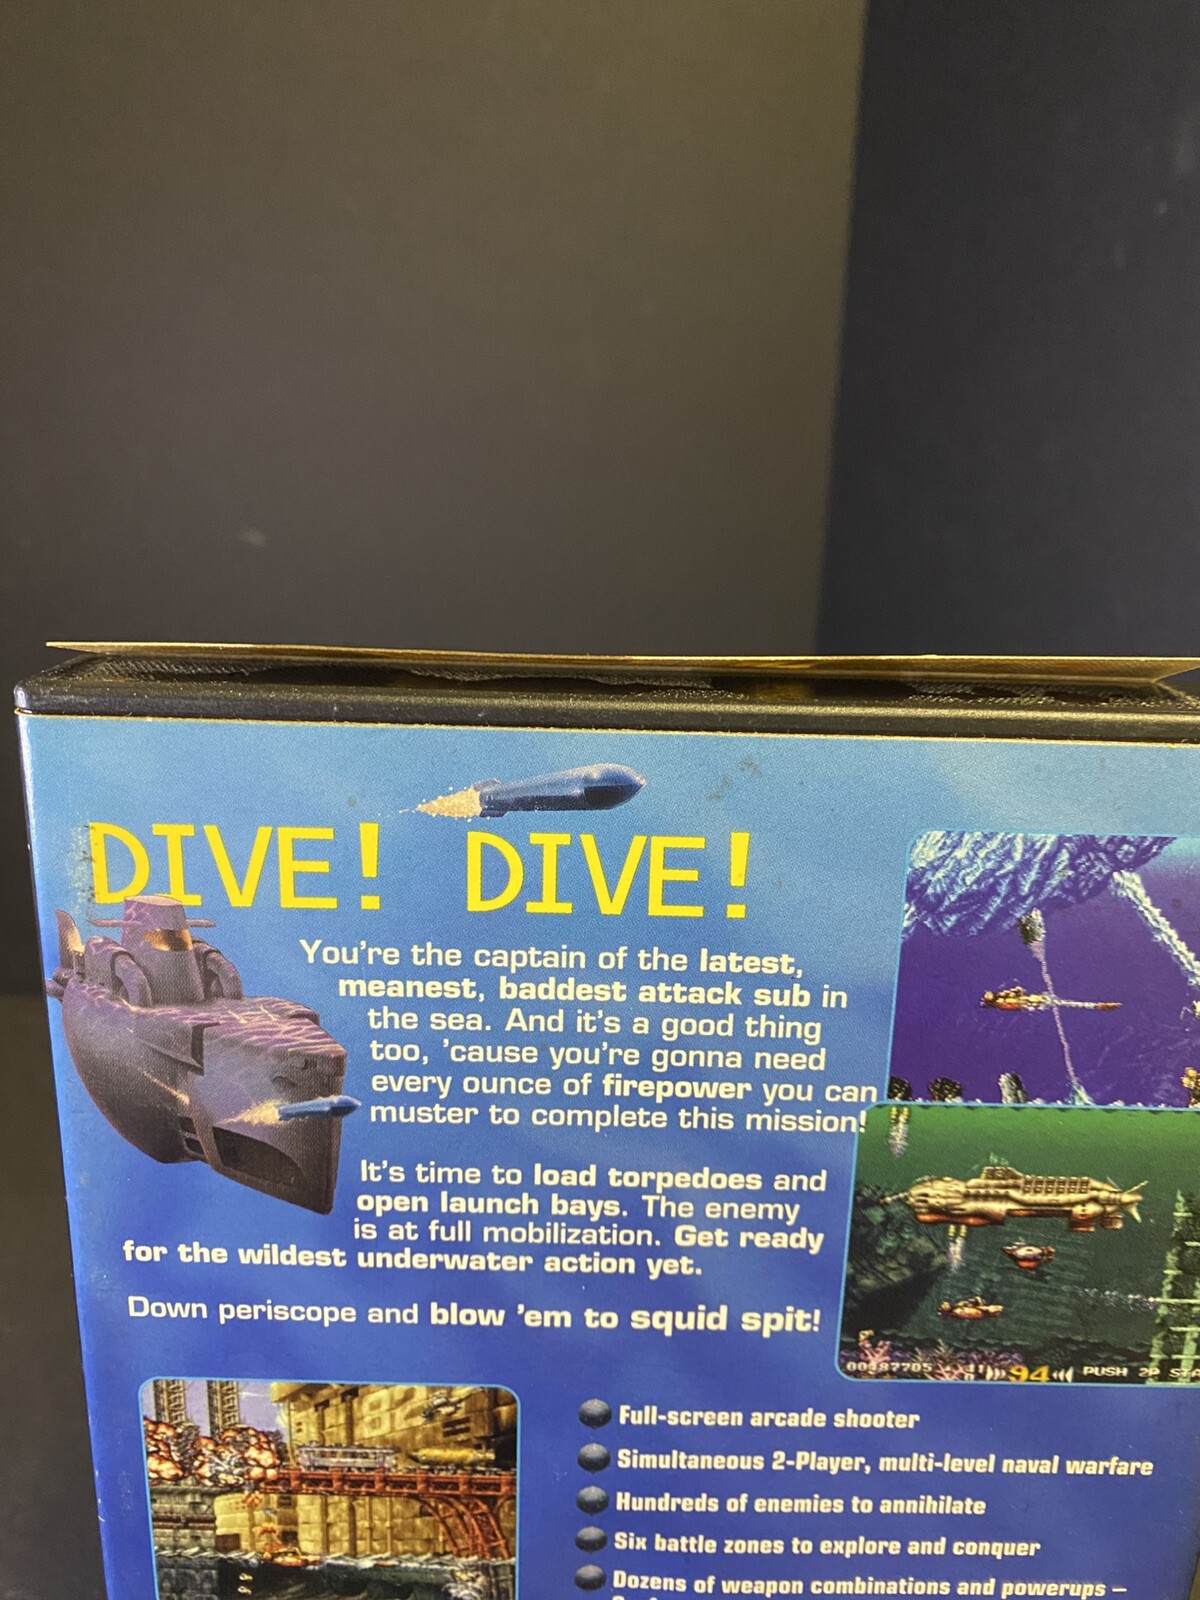 DIVE! DIVE!
You're the captain of the latest,
meanest, baddest attack sub in
the sea. And it's a good thing
too, 'cause you're gonna need
every ounce of firepower you can
muster to complete this mission!
It's time to load torpedoes and
open launch bays. The enemy
is at full mobilization. Get ready
for the wildest underwater action yet.
Down periscope and blow 'em to squid spit!
94 PUSH 2P STA
82
Full-screen arcade shooter
Simultaneous 2-Player, multi-level naval warfare
Hundreds of enemies to annihilate
Six battle zones to explore and conquer
Dozens of weapon combinations and powerups –